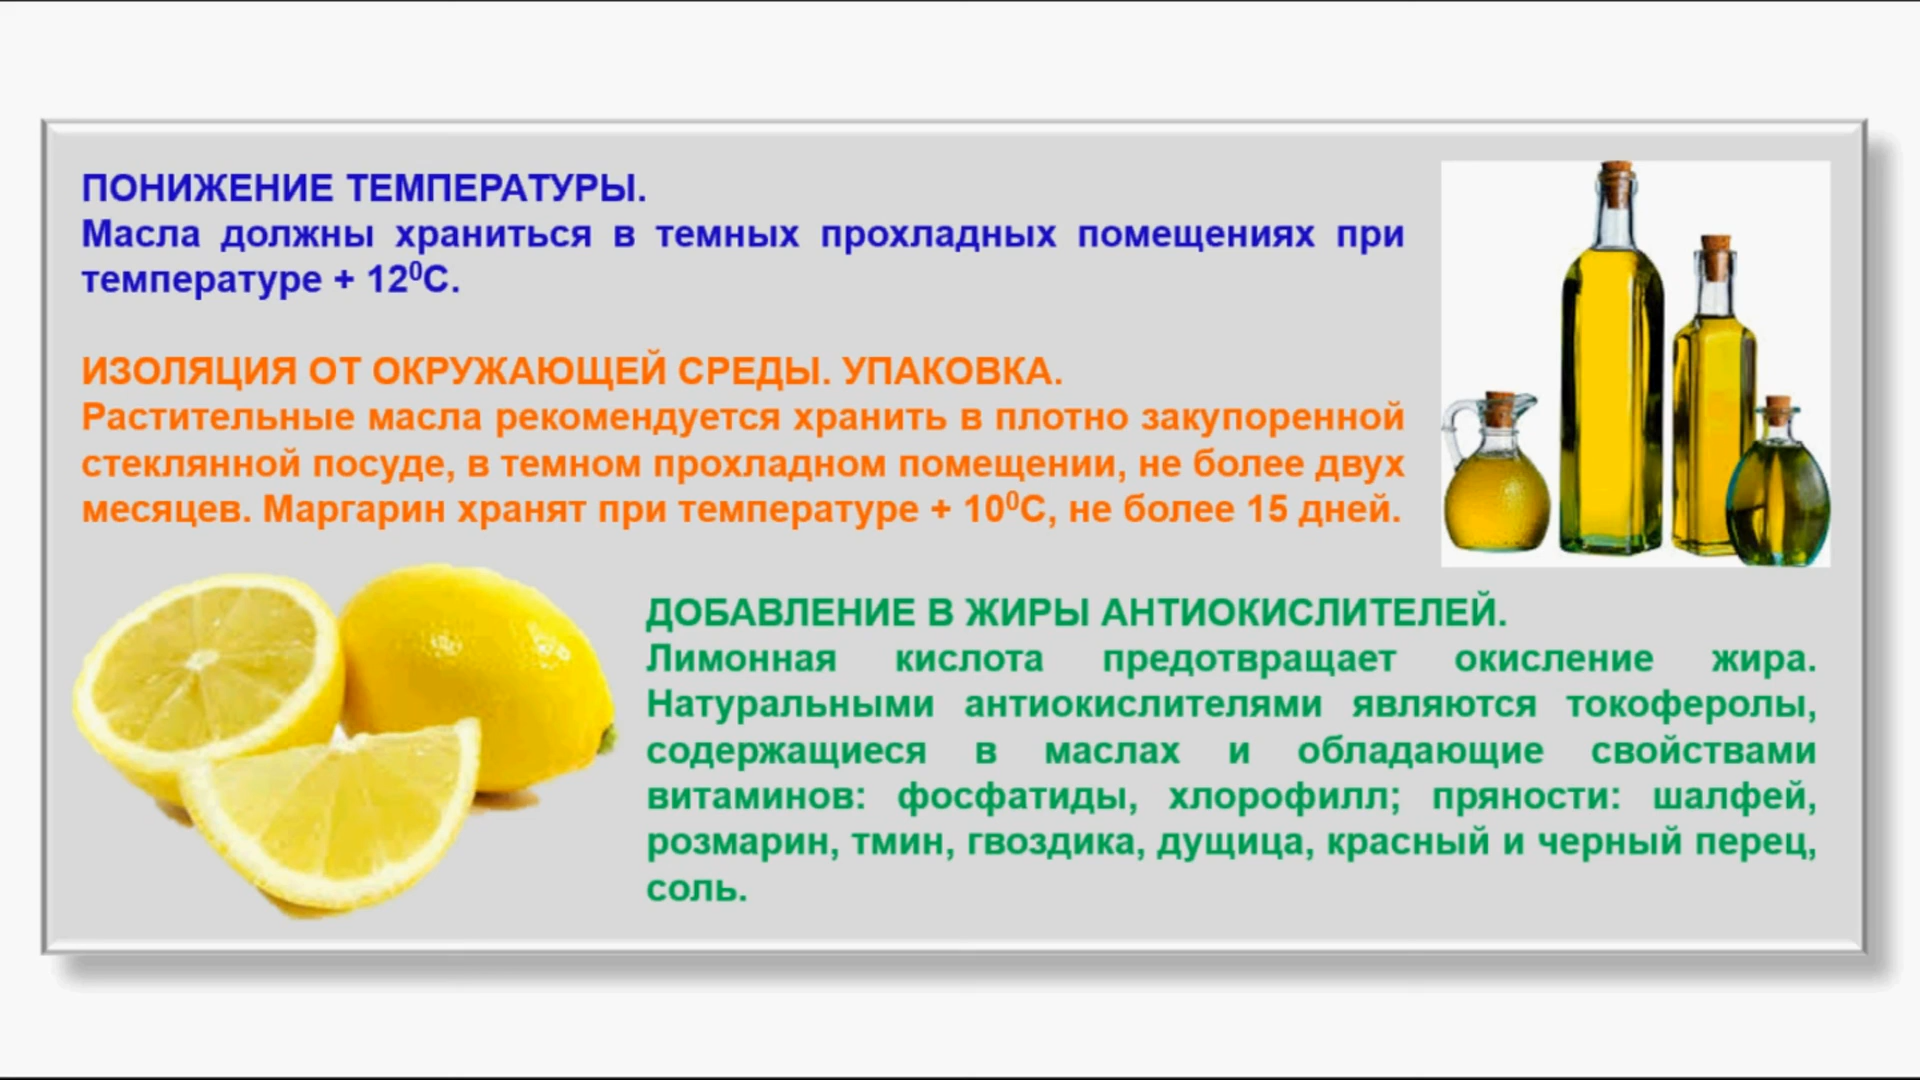 ПОНИЖЕНИЕ ТЕМПЕРАТУРЫ.
Масла должны храниться в темных прохладных помещениях при
температуре + 12⁰С.
ИЗОЛЯЦИЯ ОТ ОКРУЖАЮЩЕЙ СРЕДЫ. УПАКОВКА.
Растительные масла рекомендуется хранить в плотно закупоренной
стеклянной посуде, в темном прохладном помещении, не более двух
месяцев. Маргарин хранят при температуре + 10⁰С, не более 15 дней.
ДОБАВЛЕНИЕ В ЖИРЫ АНТИОКИСЛИТЕЛЕЙ.
Лимонная кислота предотвращает окисление жира.
Натуральными антиокислителями являются токоферолы,
содержащиеся в маслах и обладающие свойствами
витаминов: фосфатиды, хлорофилл; пряности: шалфей,
розмарин, тмин, гвоздика, дущица, красный и черный перец,
соль.